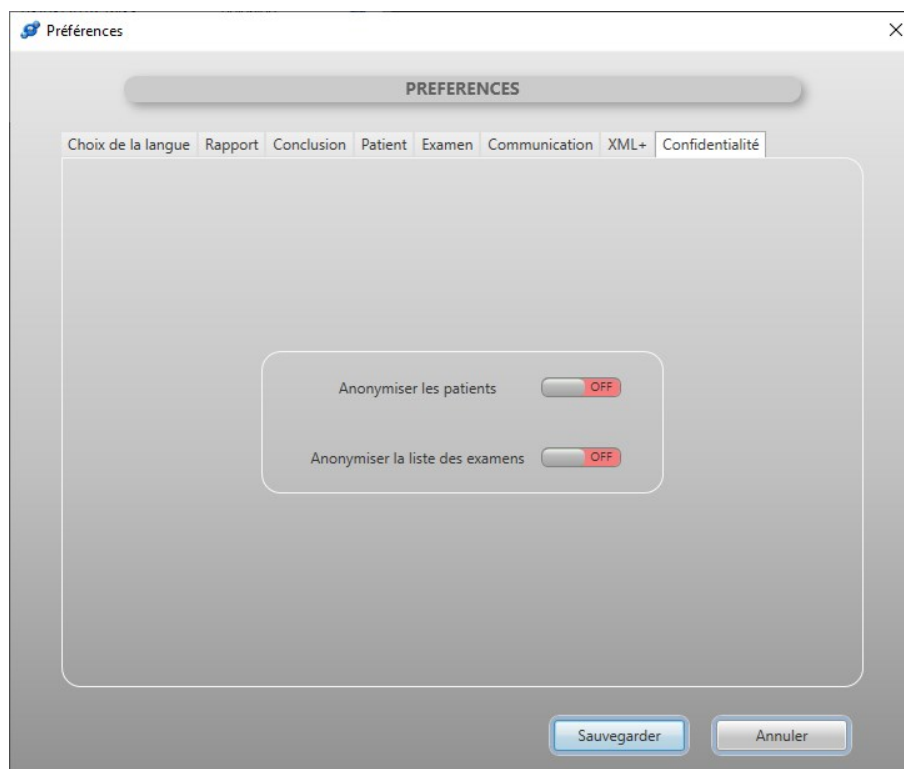 Préférences
PREFERENCES
Choix de la langue Rapport Conclusion Patient Examen Communication XML+ Confidentialité
Anonymiser les patients OFF
Anonymiser la liste des examens OFF
Sauvegarder Annuler